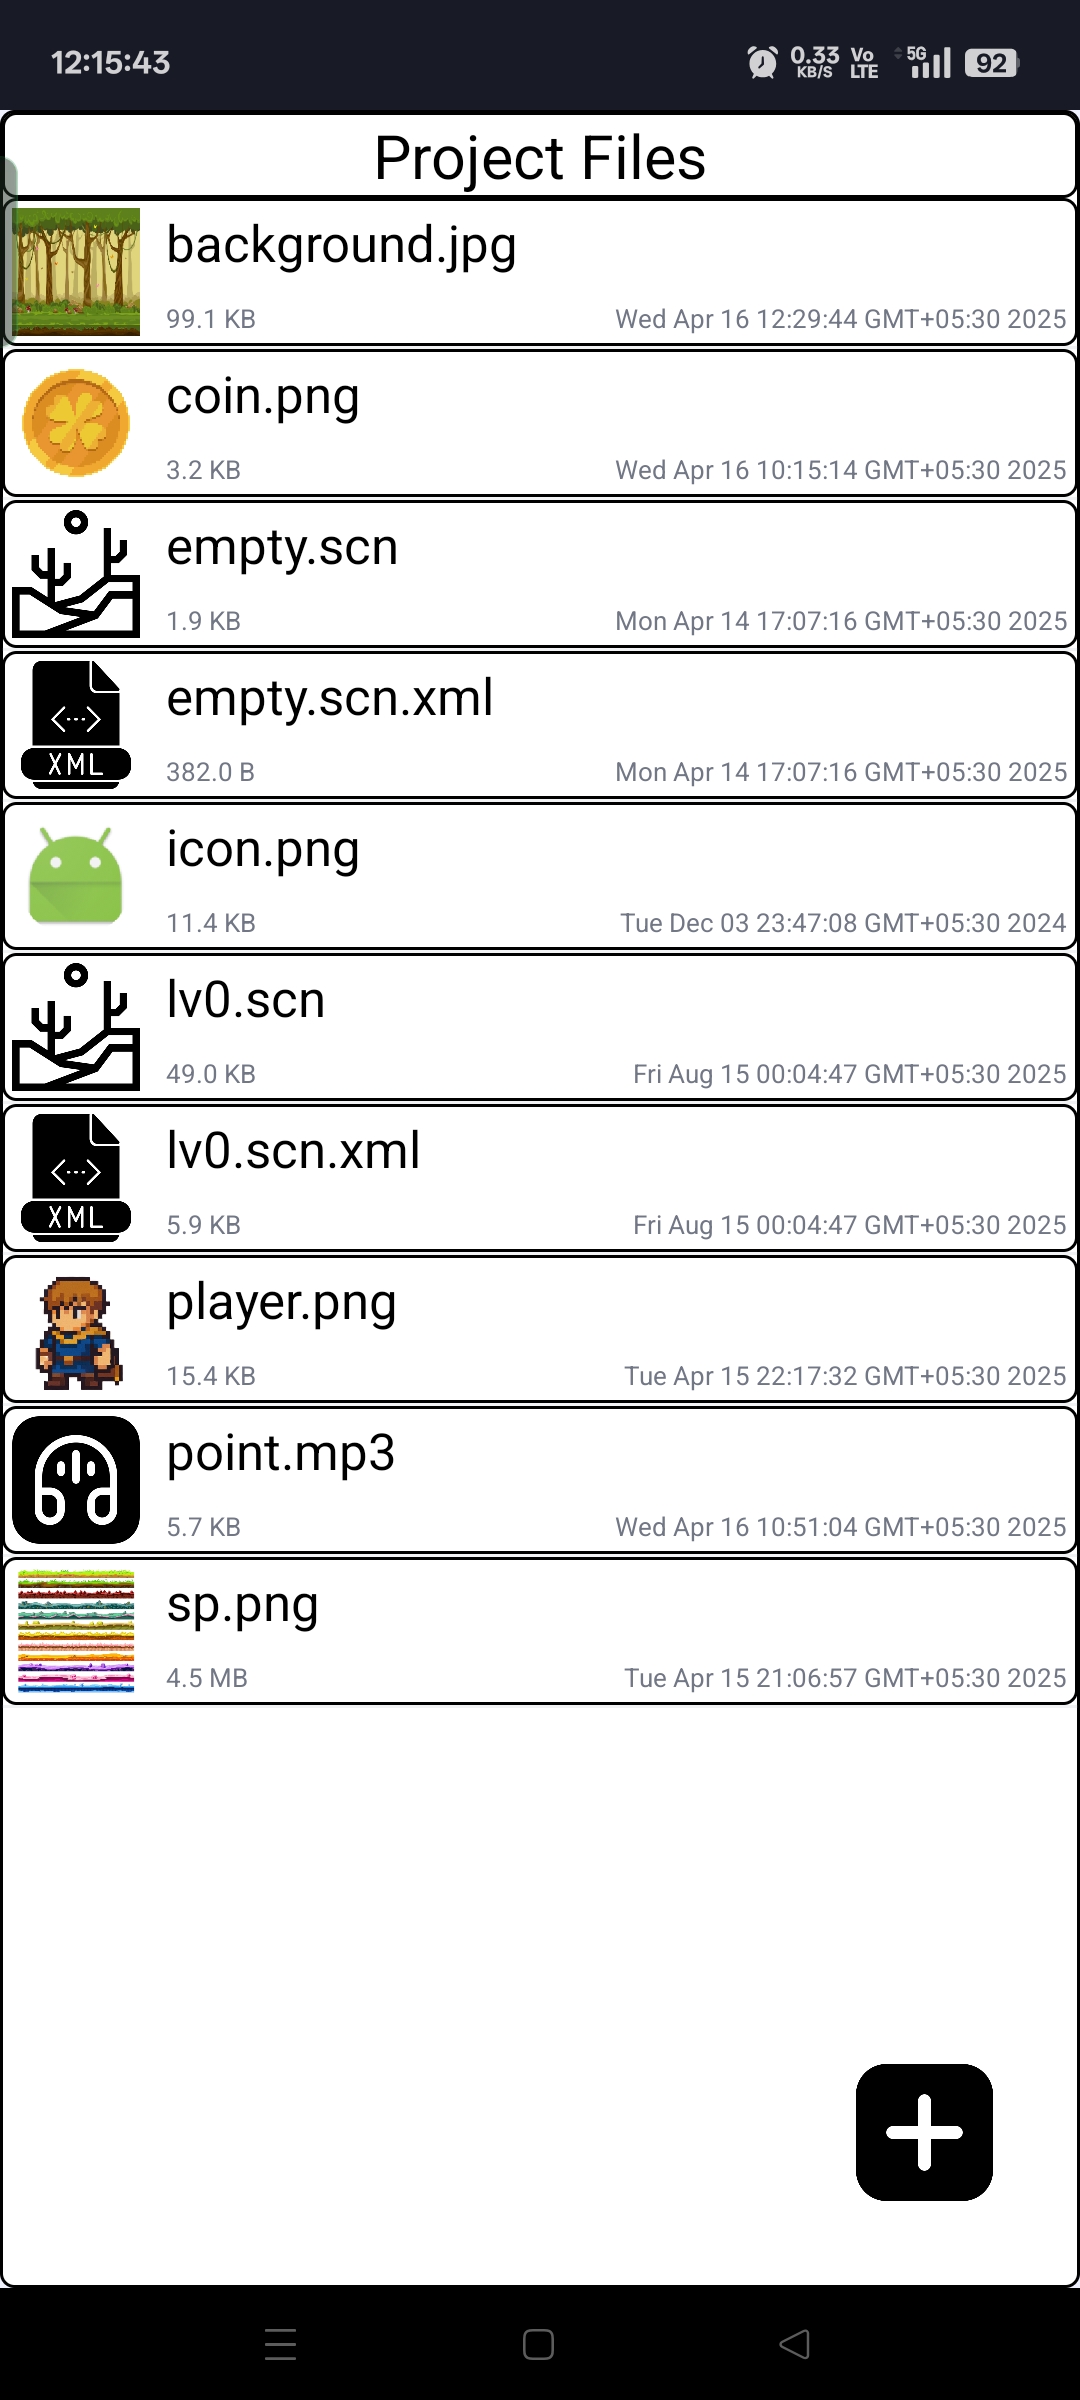 12:15:43
0.33 KB/S Vo LTE 5G 92
Project Files
background.jpg
99.1 KB Wed Apr 16 12:29:44 GMT+05:30 2025
coin.png
3.2 KB Wed Apr 16 10:15:14 GMT+05:30 2025
empty.scn
1.9 KB Mon Apr 14 17:07:16 GMT+05:30 2025
empty.scn.xml
XML
382.0 B Mon Apr 14 17:07:16 GMT+05:30 2025
icon.png
11.4 KB Tue Dec 03 23:47:08 GMT+05:30 2024
lv0.scn
49.0 KB Fri Aug 15 00:04:47 GMT+05:30 2025
lv0.scn.xml
XML
5.9 KB Fri Aug 15 00:04:47 GMT+05:30 2025
player.png
15.4 KB Tue Apr 15 22:17:32 GMT+05:30 2025
point.mp3
5.7 KB Wed Apr 16 10:51:04 GMT+05:30 2025
sp.png
4.5 MB Tue Apr 15 21:06:57 GMT+05:30 2025